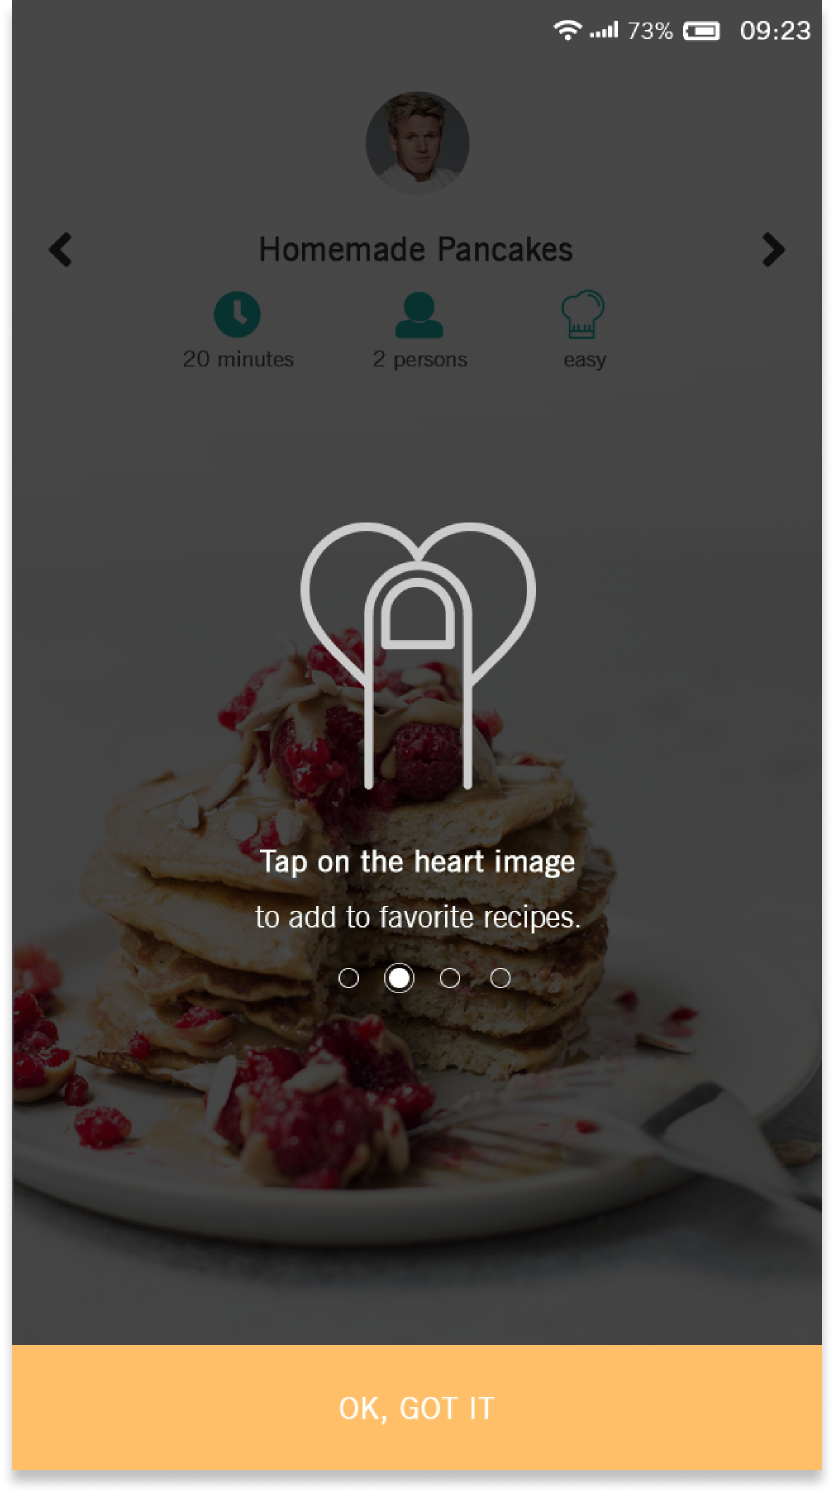 73% 09:23
Homemade Pancakes
20 minutes 2 persons easy
Tap on the heart image
to add to favorite recipes.
OK, GOT IT